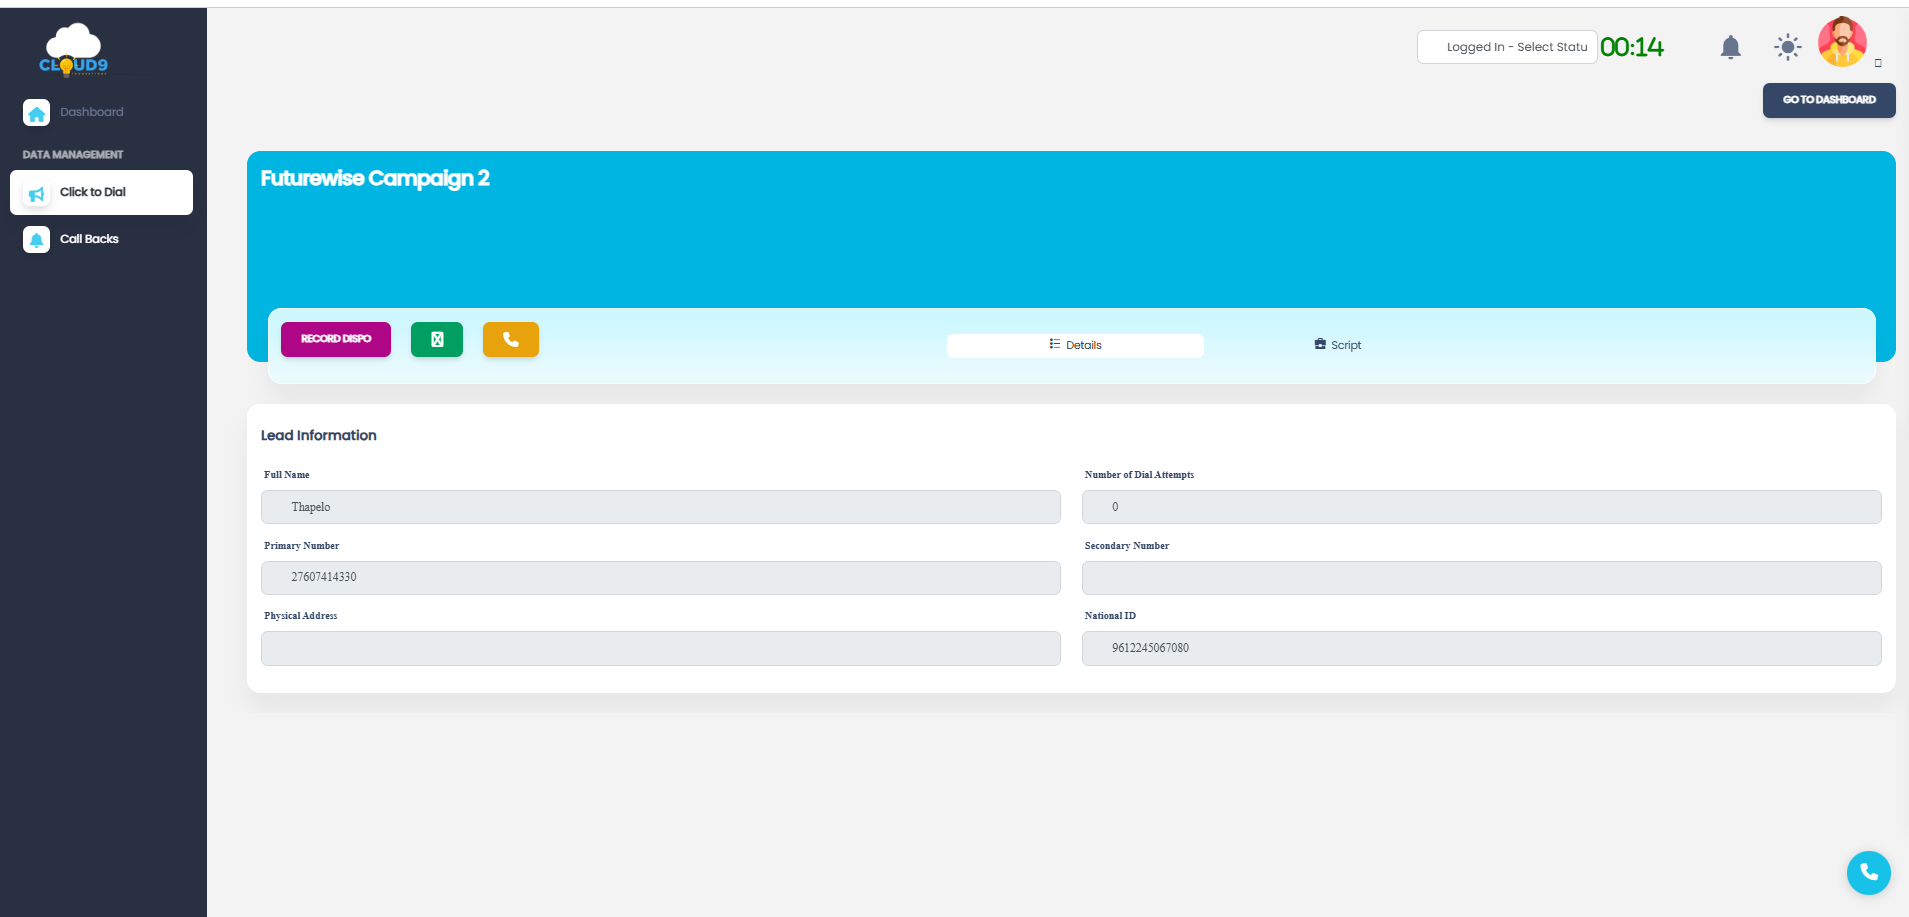 CLOUD9
Logged In - Select Statu
00:14
GO TO DASHBOARD
Dashboard
DATA MANAGEMENT
Click to Dial
Call Backs
Futurewise Campaign 2
RECORD DISPO
Details
Script
Lead Information
Full Name
Number of Dial Attempts
Thapelo
0
Primary Number
Secondary Number
27607414330
Physical Address
National ID
9612245067080